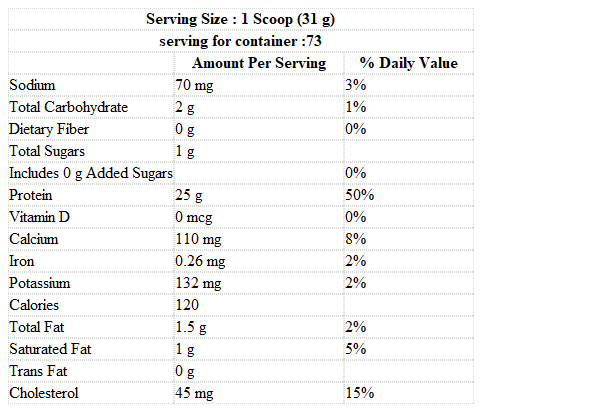 Serving Size : 1 Scoop (31 g)
serving for container :73
Amount Per Serving % Daily Value
Sodium 70 mg 3%
Total Carbohydrate 2 g 1%
Dietary Fiber 0 g 0%
Total Sugars 1 g
Includes 0 g Added Sugars 0%
Protein 25 g 50%
Vitamin D 0 mcg 0%
Calcium 110 mg 8%
Iron 0.26 mg 2%
Potassium 132 mg 2%
Calories 120
Total Fat 1.5 g 2%
Saturated Fat 1 g 5%
Trans Fat 0 g
Cholesterol 45 mg 15%